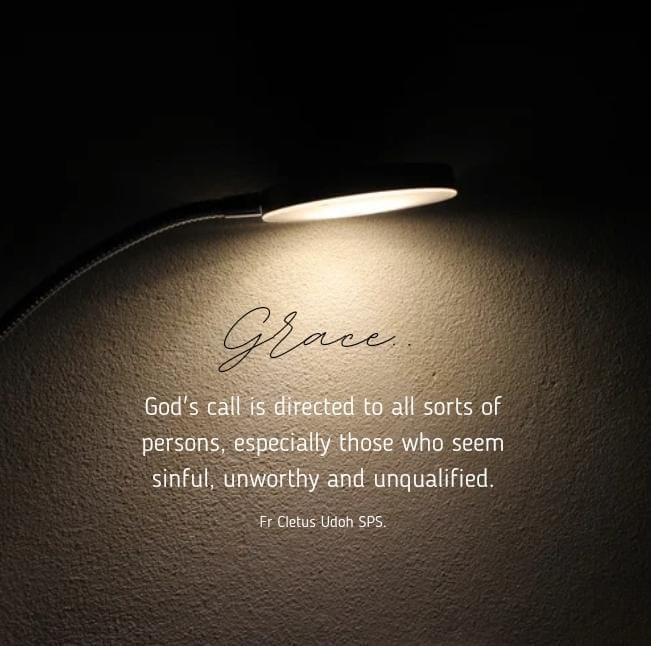 Grace..
God's call is directed to all sorts of
persons, especially those who seem
sinful, unworthy and unqualified.
Fr Cletus Udoh SPS.